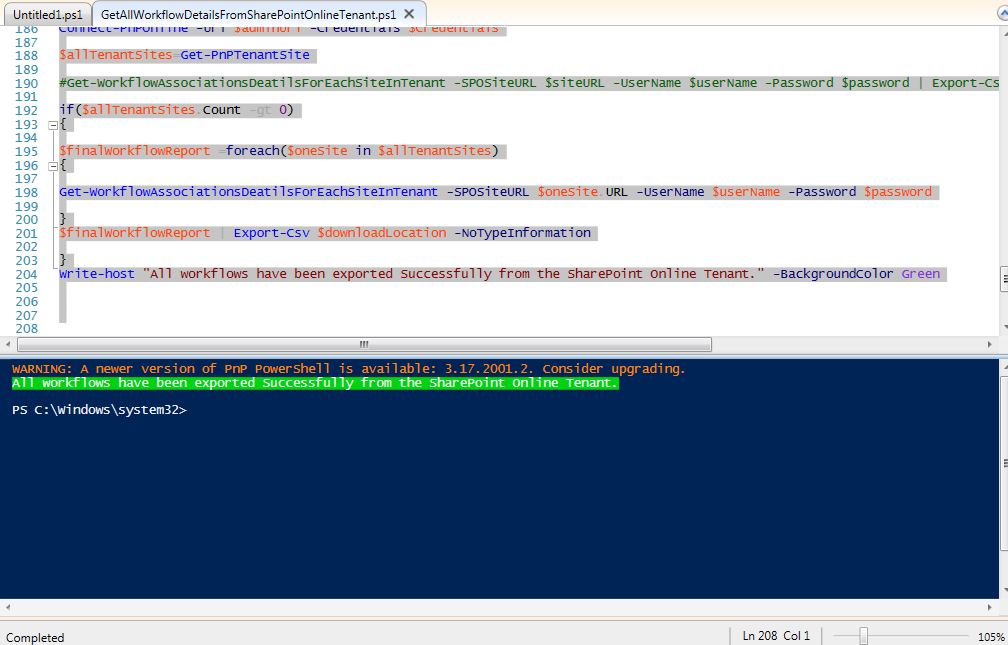 Untitled1.ps1 GetAllWorkflowDetailsFromSharePointOnlineTenant.ps1 X
186 Connect-PnPOnline -Url $adminUrl -Credentials $Credentials
187
188 $allTenantSites=Get-PnPTenantSite
189
190 #Get-WorkflowAssociationsDeatilsForEachSiteInTenant -SPOSiteURL $siteURL -UserName $userName -Password $password | Export-Cs
191
192 if($allTenantSites.Count -gt 0)
193 {
194
195 $finalWorkflowReport =foreach($oneSite in $allTenantSites)
196 {
197
198 Get-WorkflowAssociationsDeatilsForEachSiteInTenant -SPOSiteURL $oneSite.URL -UserName $userName -Password $password
199
200 }
201 $finalWorkflowReport | Export-Csv $downloadLocation -NoTypeInformation
202
203 }
204 Write-host "All workflows have been exported Successfully from the SharePoint Online Tenant." -BackgroundColor Green
205
206
207
208
WARNING: A newer version of PnP PowerShell is available: 3.17.2001.2. Consider upgrading.
All workflows have been exported Successfully from the SharePoint Online Tenant.
PS C:\Windows\system32>
Completed Ln 208 Col 1 105%